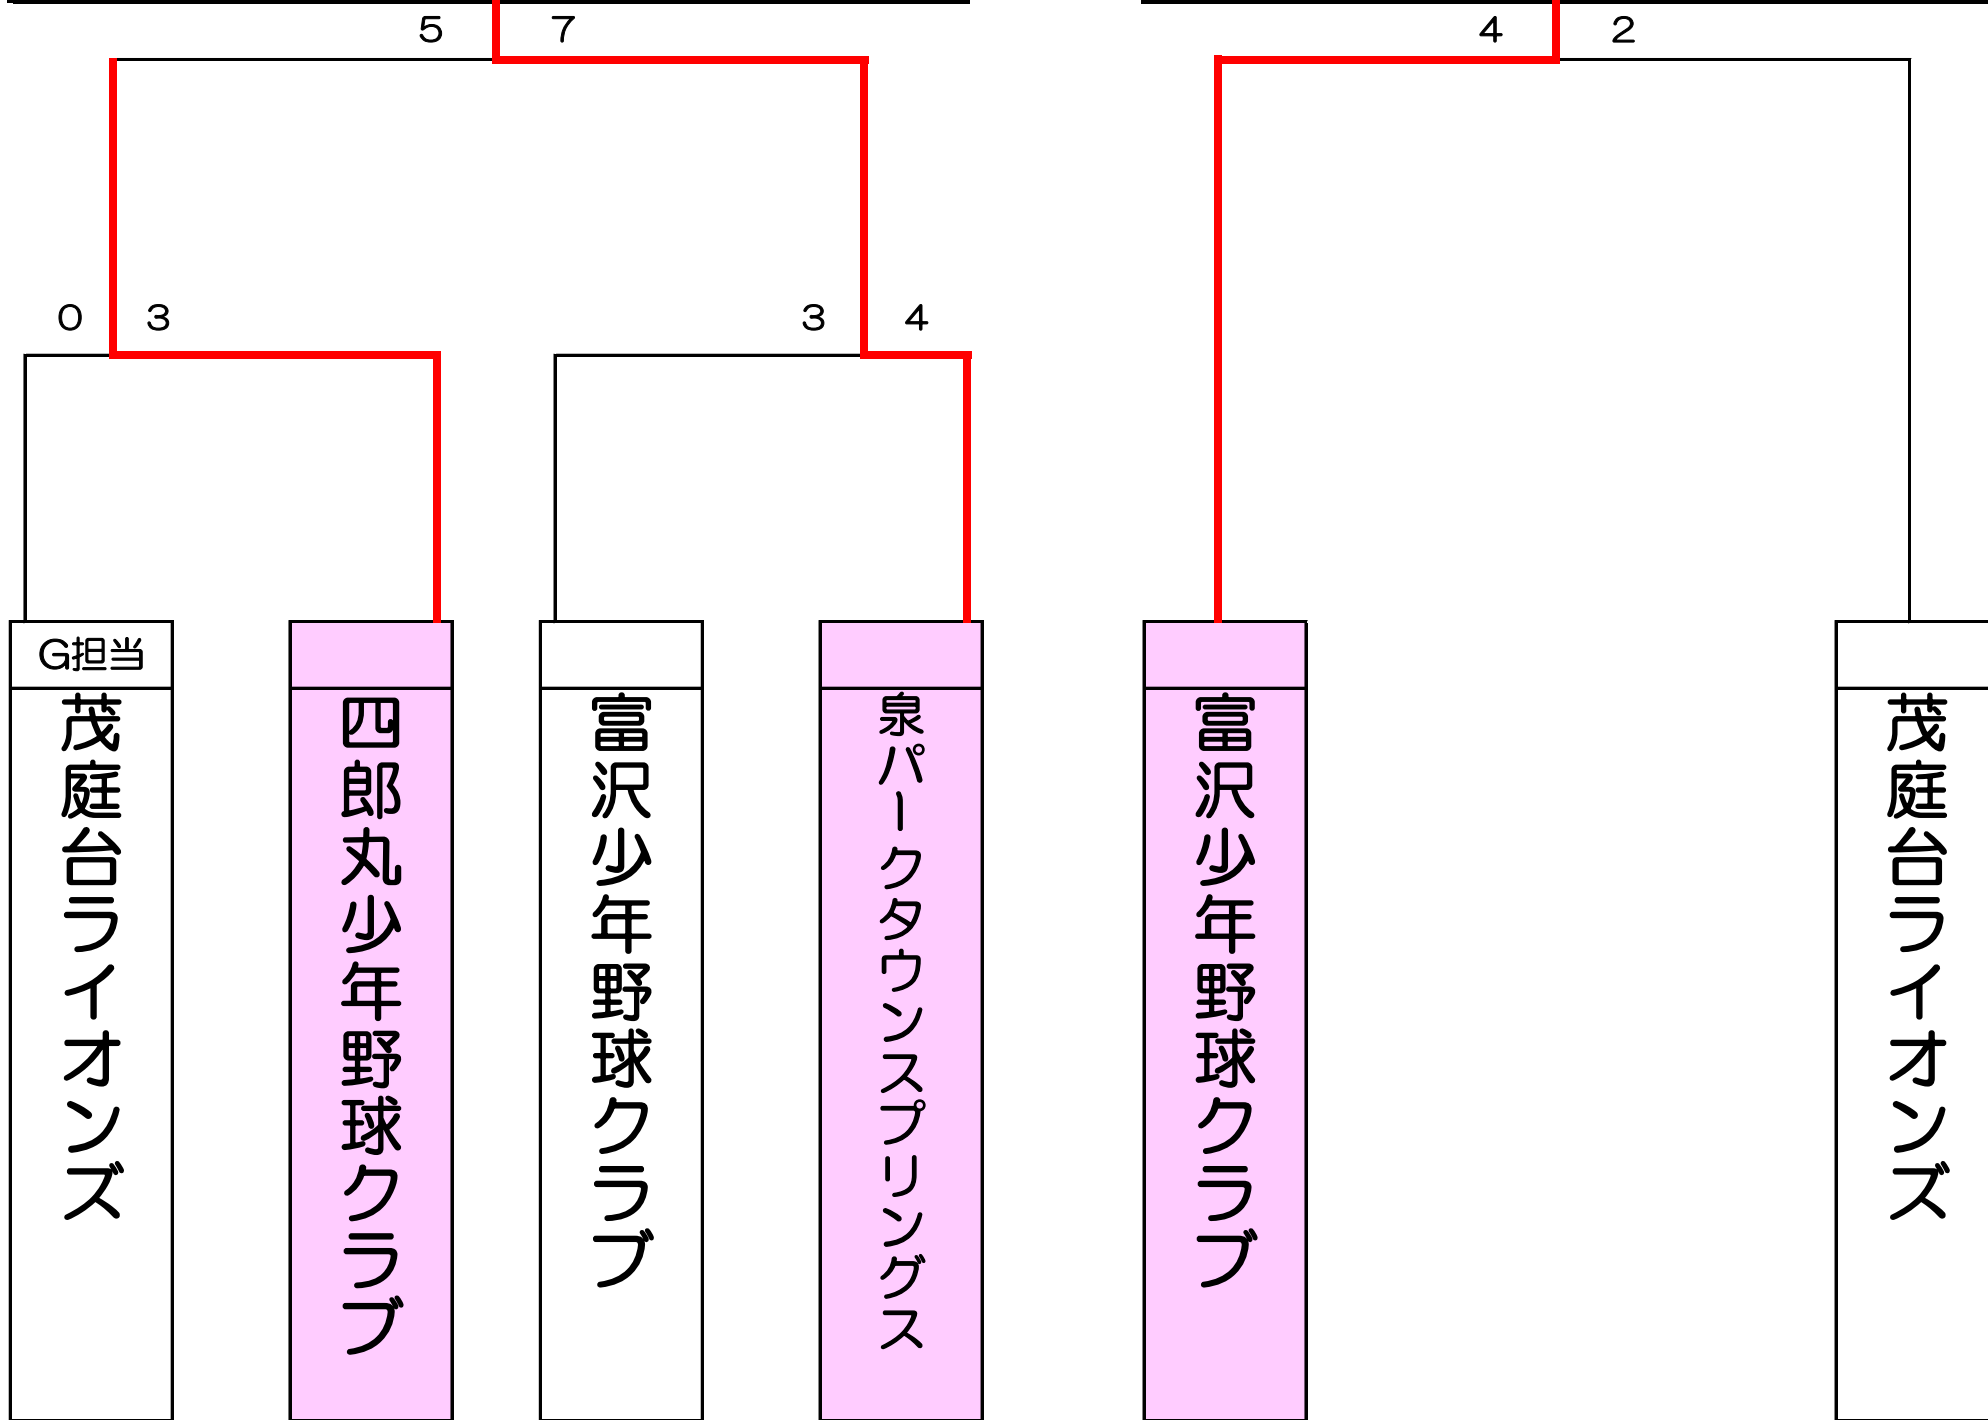 5 7 4 2
0 3 3 4
G担当
茂庭台ライオンズ
四郎丸少年野球クラブ
富沢少年野球クラブ
泉パークタウンスプリングス
富沢少年野球クラブ
茂庭台ライオンズ